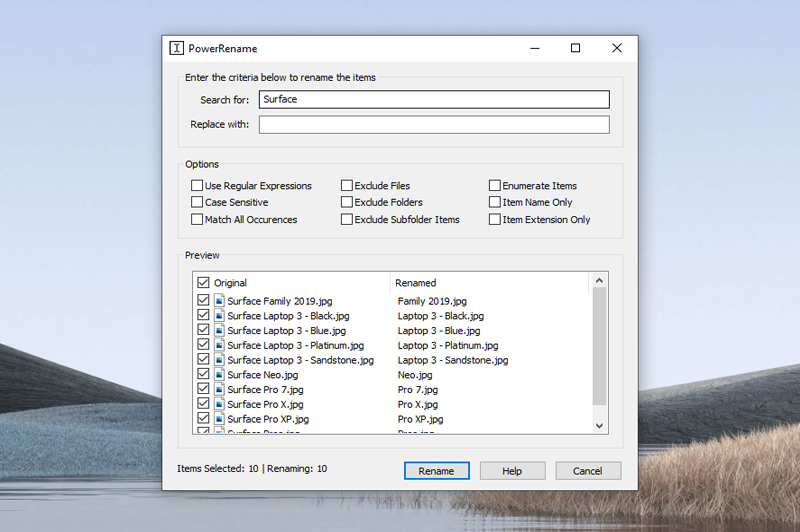 PowerRename
Enter the criteria below to rename the items
Search for: Surface
Replace with:
Options
Use Regular Expressions Exclude Files Enumerate Items
Case Sensitive Exclude Folders Item Name Only
Match All Occurences Exclude Subfolder Items Item Extension Only
Preview
Original Renamed
Surface Family 2019.jpg Family 2019.jpg
Surface Laptop 3 - Black.jpg Laptop 3 - Black.jpg
Surface Laptop 3 - Blue.jpg Laptop 3 - Blue.jpg
Surface Laptop 3 - Platinum.jpg Laptop 3 - Platinum.jpg
Surface Laptop 3 - Sandstone.jpg Laptop 3 - Sandstone.jpg
Surface Neo.jpg Neo.jpg
Surface Pro 7.jpg Pro 7.jpg
Surface Pro X.jpg Pro X.jpg
Surface Pro XP.jpg Pro XP.jpg
Items Selected: 10 | Renaming: 10
Rename Help Cancel